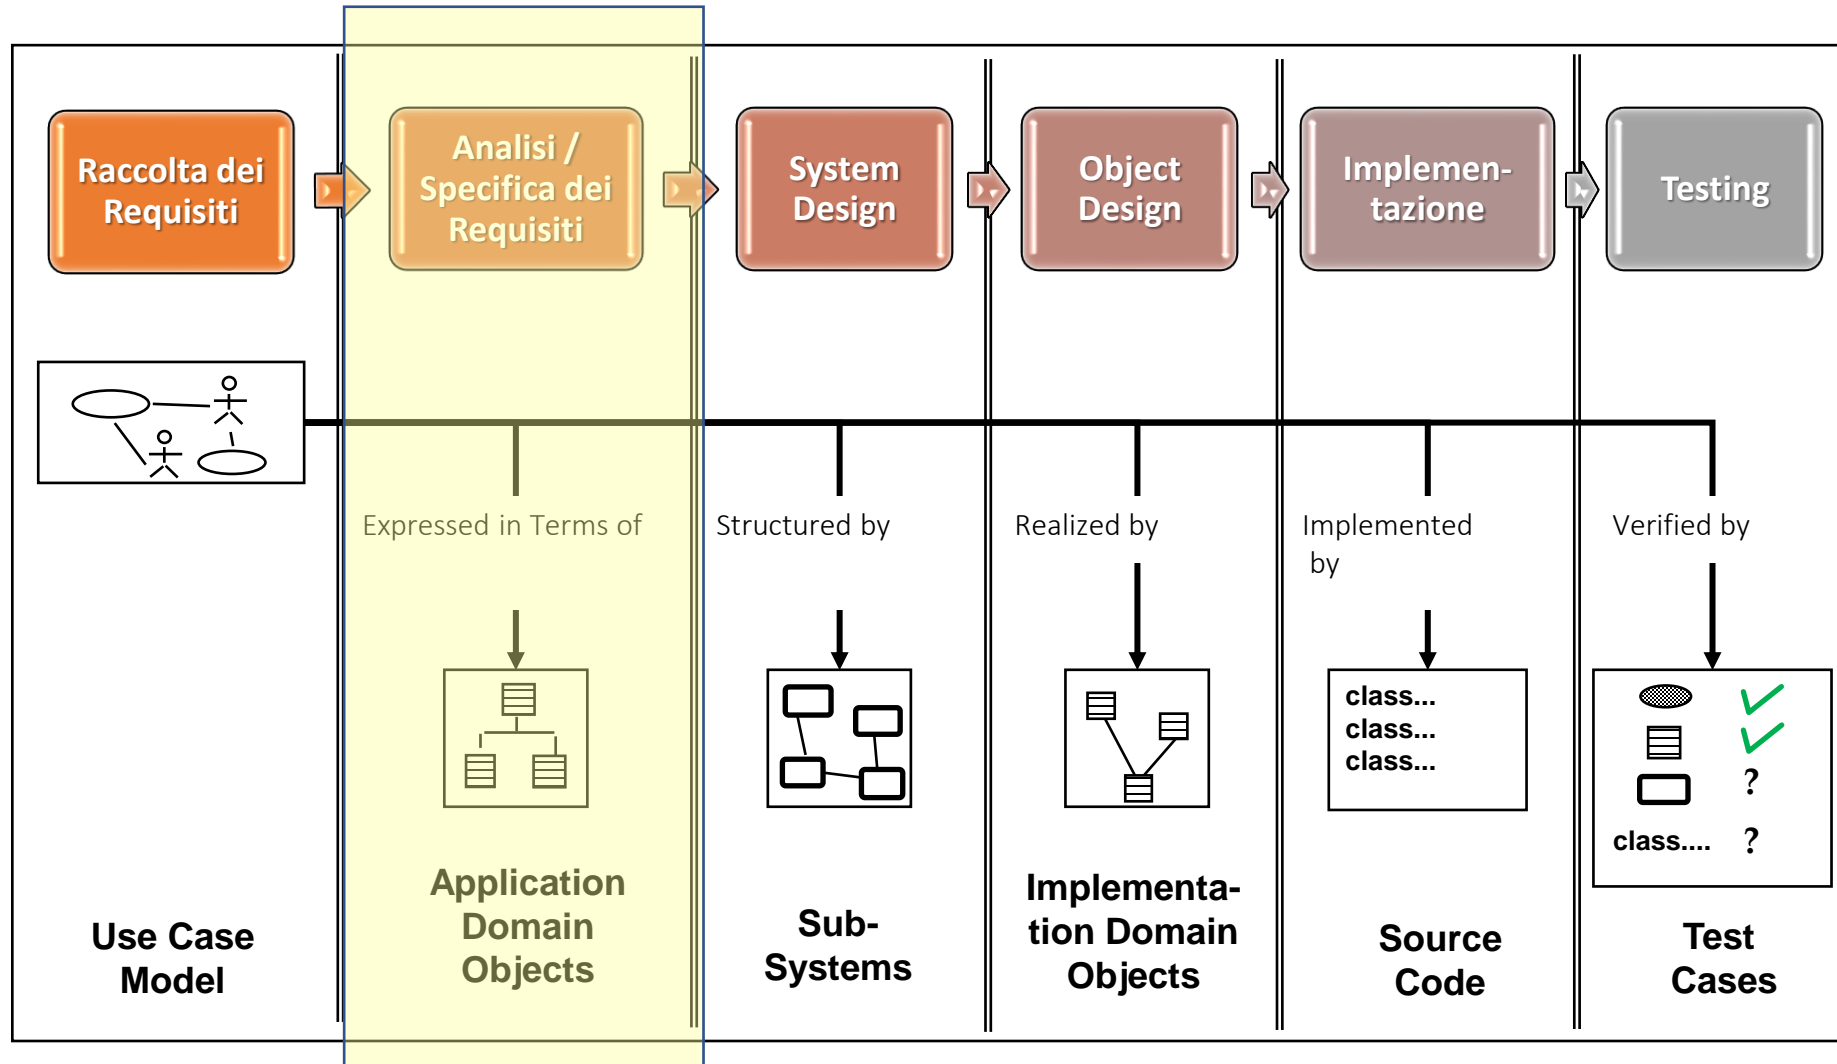 Raccolta dei
Requisiti
Analisi /
Specifica dei
Requisiti
System
Design
Object
Design
Implemen-
tazione
Testing
Expressed in Terms of
Structured by
Realized by
Implemented
by
Verified by
class...
class...
class...
?
class....
?
Use Case
Model
Application
Domain
Objects
Sub-
Systems
Implementa-
tion Domain
Objects
Source
Code
Test
Cases